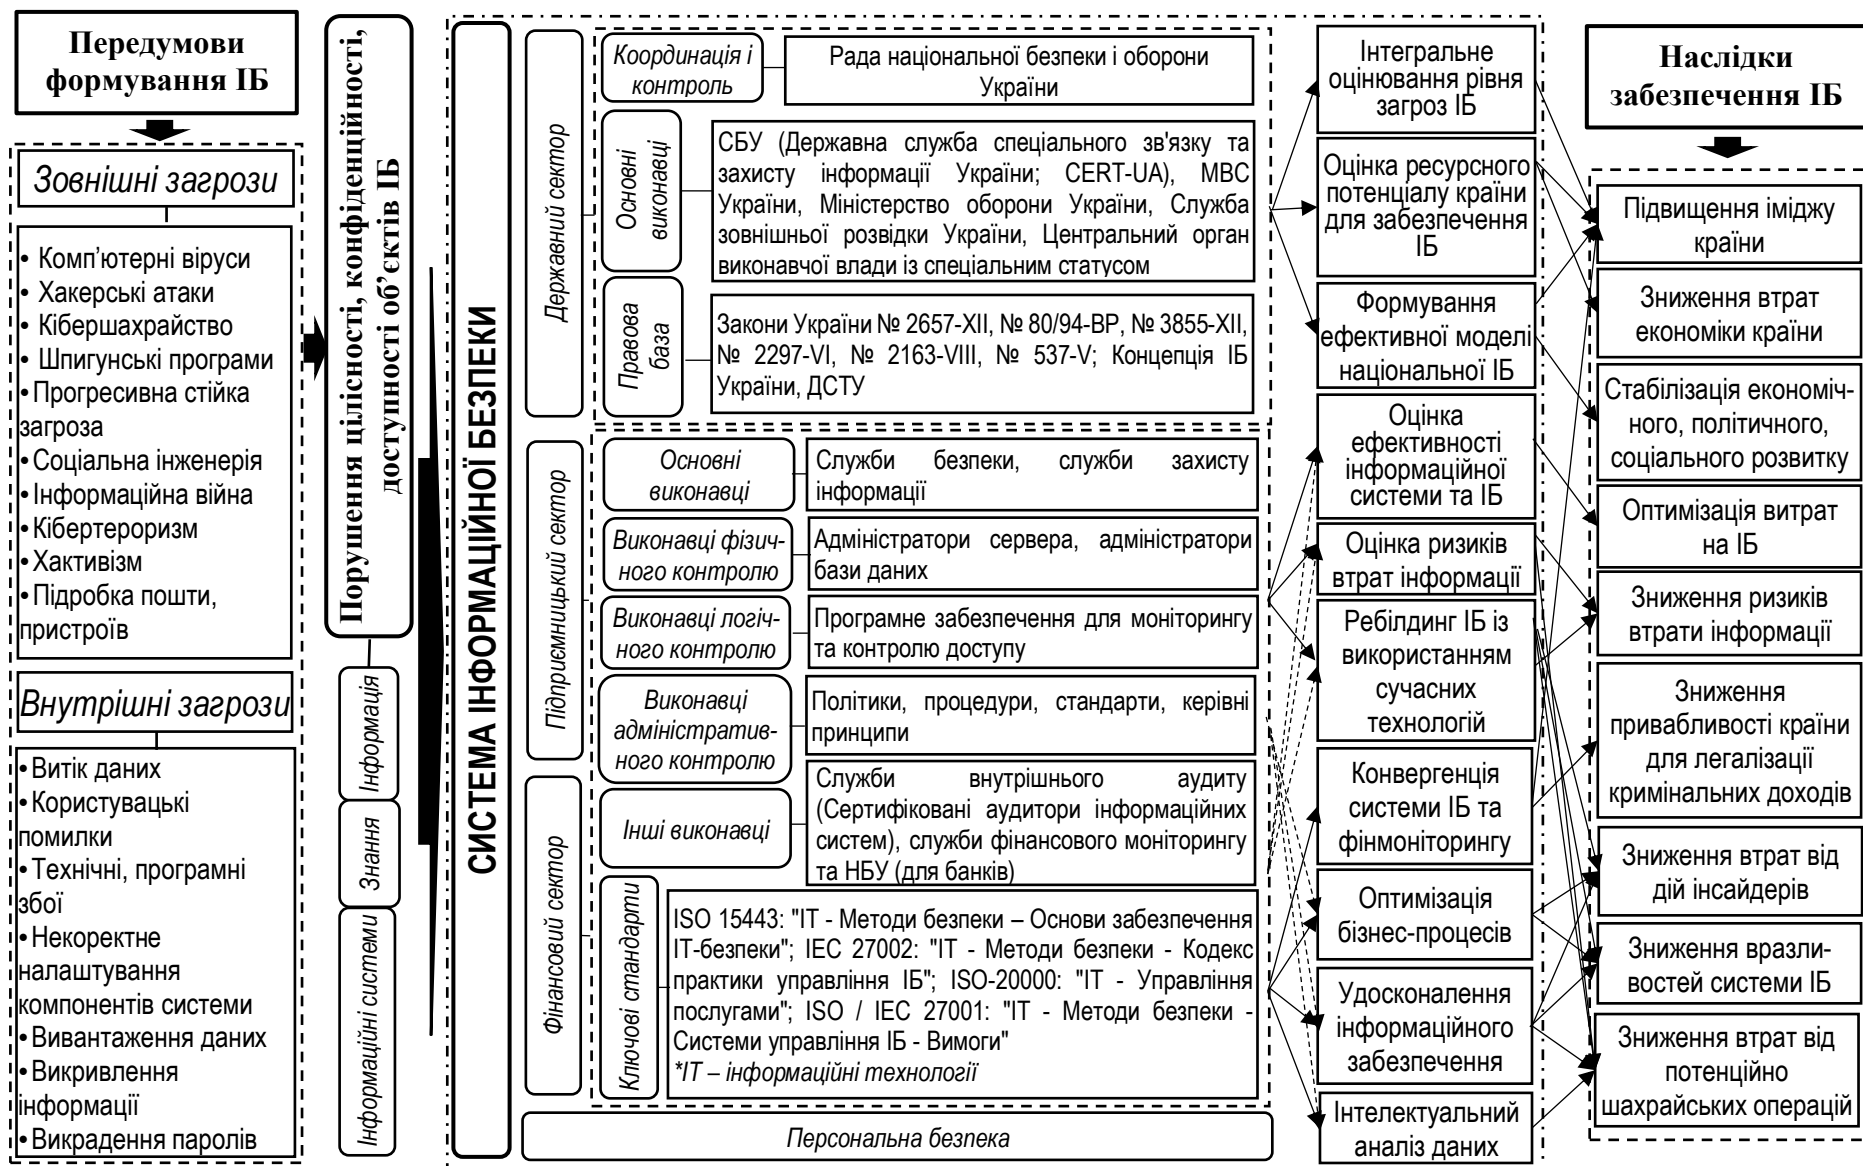 Передумови
формування ІБ
Зовнішні загрози
• Комп’ютерні віруси
• Хакерські атаки
• Кібершахрайство
• Шпигунські програми
• Прогресивна стійка
загроза
• Соціальна інженерія
• Інформаційна війна
• Кібертероризм
• Хактивізм
• Підробка пошти,
пристроїв
Внутрішні загрози
• Витік даних
• Користувацькі
помилки
• Технічні, програмні
збої
• Некоректне
налаштування
компонентів системи
• Вивантаження даних
• Викривлення
інформації
• Викрадення паролів
Порушення цілісності, конфіденційності,
доступності об’єктів ІБ
Інформація
Знання
Інформаційні системи
СИСТЕМА ІНФОРМАЦІЙНОЇ БЕЗПЕКИ
Державний сектор
Координація і
контроль
Рада національної безпеки і оборони
України
Основні
виконавці
СБУ (Державна служба спеціального зв'язку та
захисту інформації України; CERT-UA), МВС
України, Міністерство оборони України, Служба
зовнішньої розвідки України, Центральний орган
виконавчої влади із спеціальним статусом
Правова
база
Закони України № 2657-XII, № 80/94-ВР, № 3855-XII,
№ 2297-VI, № 2163-VIII, № 537-V; Концепція ІБ
України, ДСТУ
Підприємницький сектор
Основні
виконавці
Служби безпеки, служби захисту
інформації
Виконавці фізич-
ного контролю
Адміністратори сервера, адміністратори
бази даних
Виконавці логіч-
ного контролю
Програмне забезпечення для моніторингу
та контролю доступу
Виконавці
адміністратив-
ного контролю
Політики, процедури, стандарти, керівні
принципи
Фінансовий сектор
Інші виконавці
Служби внутрішнього аудиту
(Сертифіковані аудитори інформаційних
систем), служби фінансового моніторингу
та НБУ (для банків)
Ключові стандарти
ISO 15443: "ІТ - Методи безпеки – Основи забезпечення
ІТ-безпеки"; IEC 27002: "ІТ - Методи безпеки - Кодекс
практики управління ІБ"; ISO-20000: "ІТ - Управління
послугами"; ISO / IEC 27001: "ІТ - Методи безпеки -
Системи управління ІБ - Вимоги"
*ІТ – інформаційні технології
Персональна безпека
Інтегральне
оцінювання рівня
загроз ІБ
Оцінка ресурсного
потенціалу країни
для забезпечення
ІБ
Формування
ефективної моделі
національної ІБ
Оцінка
ефективності
інформаційної
системи та ІБ
Оцінка ризиків
втрат інформації
Ребілдинг ІБ із
використанням
сучасних
технологій
Конвергенція
системи ІБ та
фінмоніторингу
Оптимізація
бізнес-процесів
Удосконалення
інформаційного
забезпечення
Інтелектуальний
аналіз даних
Наслідки
забезпечення ІБ
Підвищення іміджу
країни
Зниження втрат
економіки країни
Стабілізація економіч-
ного, політичного,
соціального розвитку
Оптимізація витрат
на ІБ
Зниження ризиків
втрати інформації
Зниження
привабливості країни
для легалізації
кримінальних доходів
Зниження втрат від
дій інсайдерів
Зниження врази-
востей системи ІБ
Зниження втрат від
потенційно
шахрайських операцій